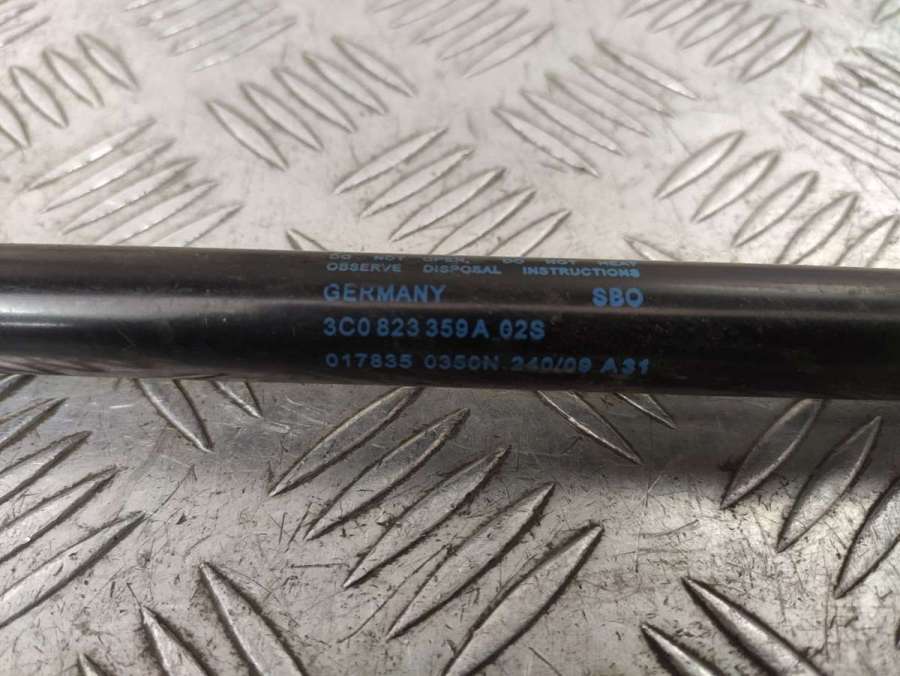 DO NOT OPEN, DO NOT HEAT
OBSERVE DISPOSAL INSTRUCTIONS
GERMANY SBO
3C0 823 359A 02S
017835 0350N 240/09 A31